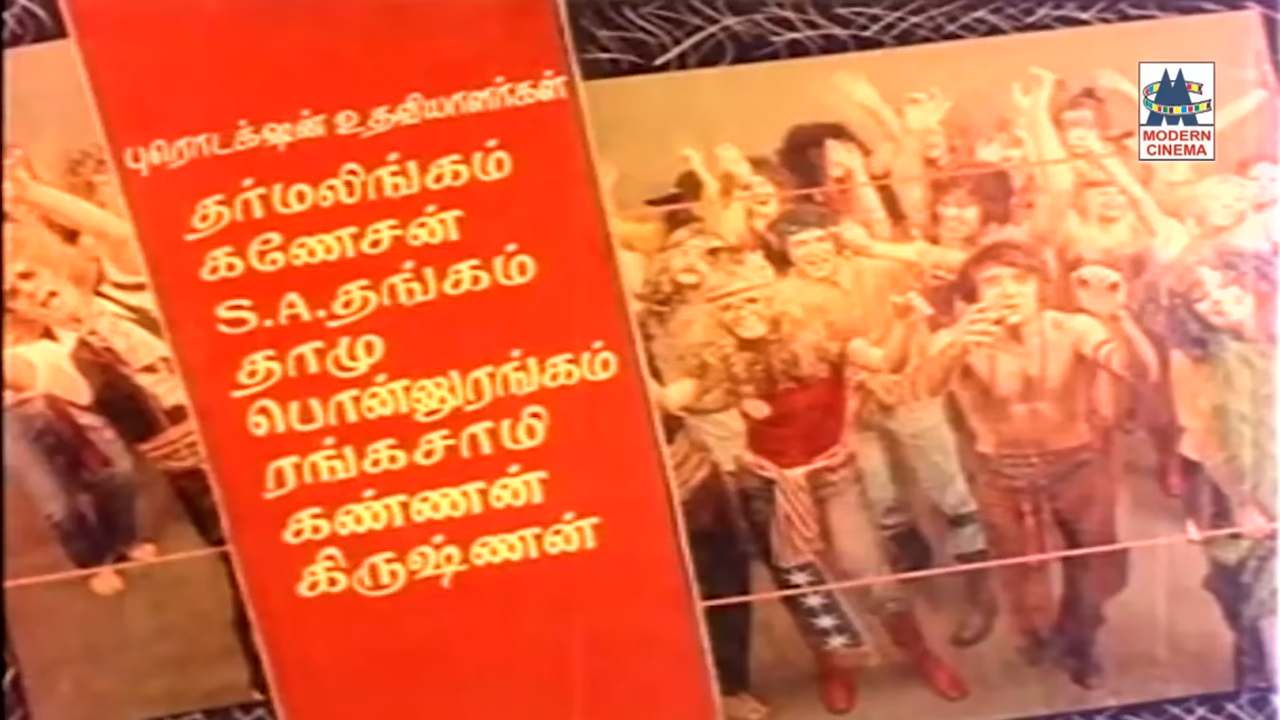 புரொடக்ஷன் உதவியாளர்கள்
தர்மலிங்கம்
கணேசன்
S.A.தங்கம்
தாமு
பொன்னுரங்கம்
ரங்கசாமி
கண்ணன்
கிருஷ்ணன்
MODERN
CINEMA